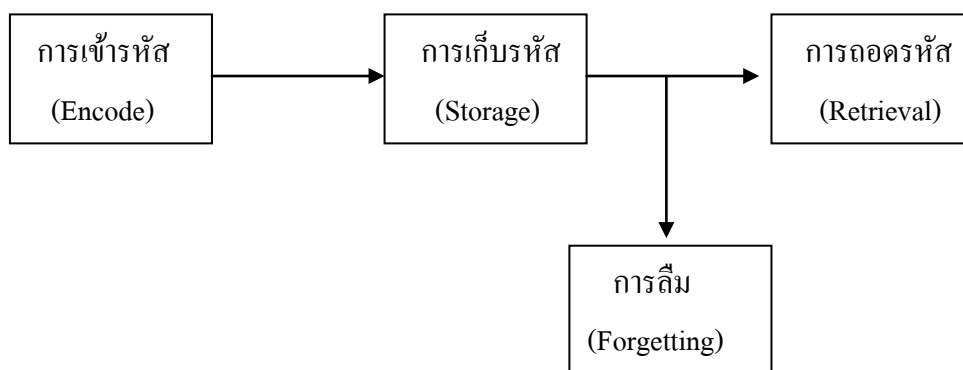 การเข้ารหัส
(Encode)
การเก็บรหัส
(Storage)
การถอดรหัส
(Retrieval)
การลืม
(Forgetting)